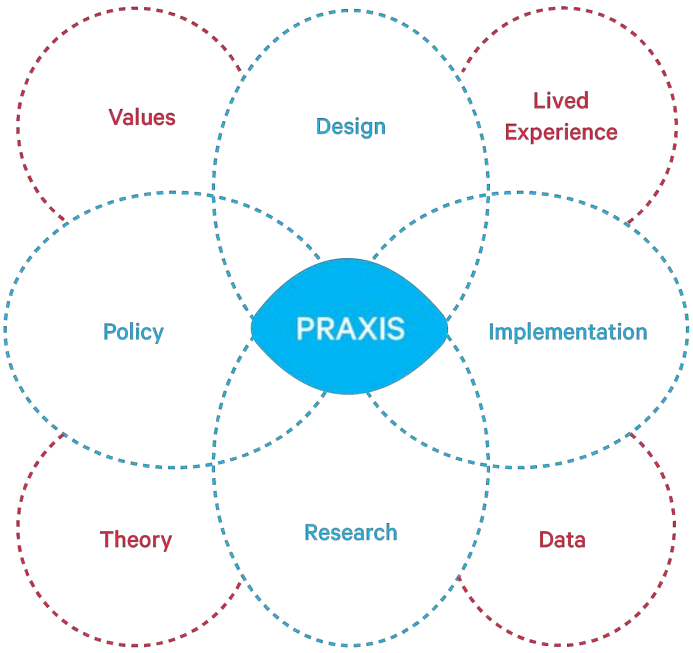 Values
Design
Lived
Experience
Policy
PRAXIS
Implementation
Theory
Research
Data